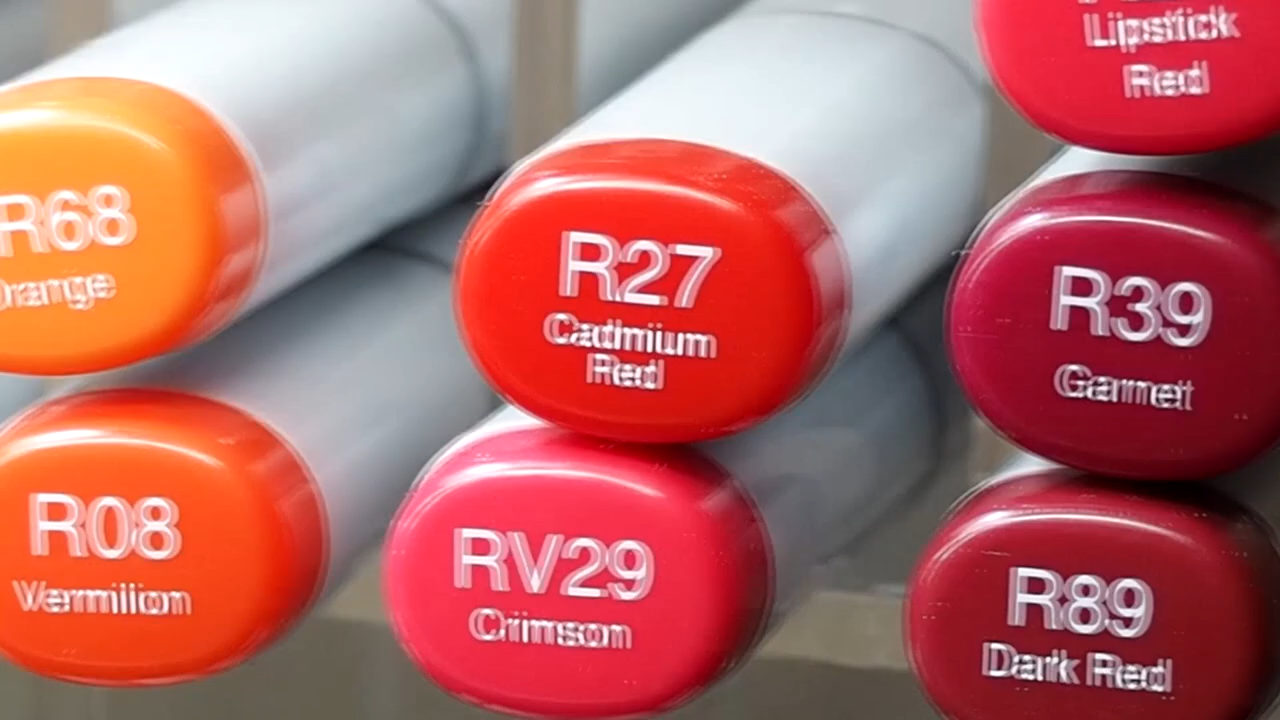 Lipstick
Red
R68
Orange
R27
Cadmium
Red
R39
Garnet
R08
Vermilion
RV29
Crimson
R89
Dark Red